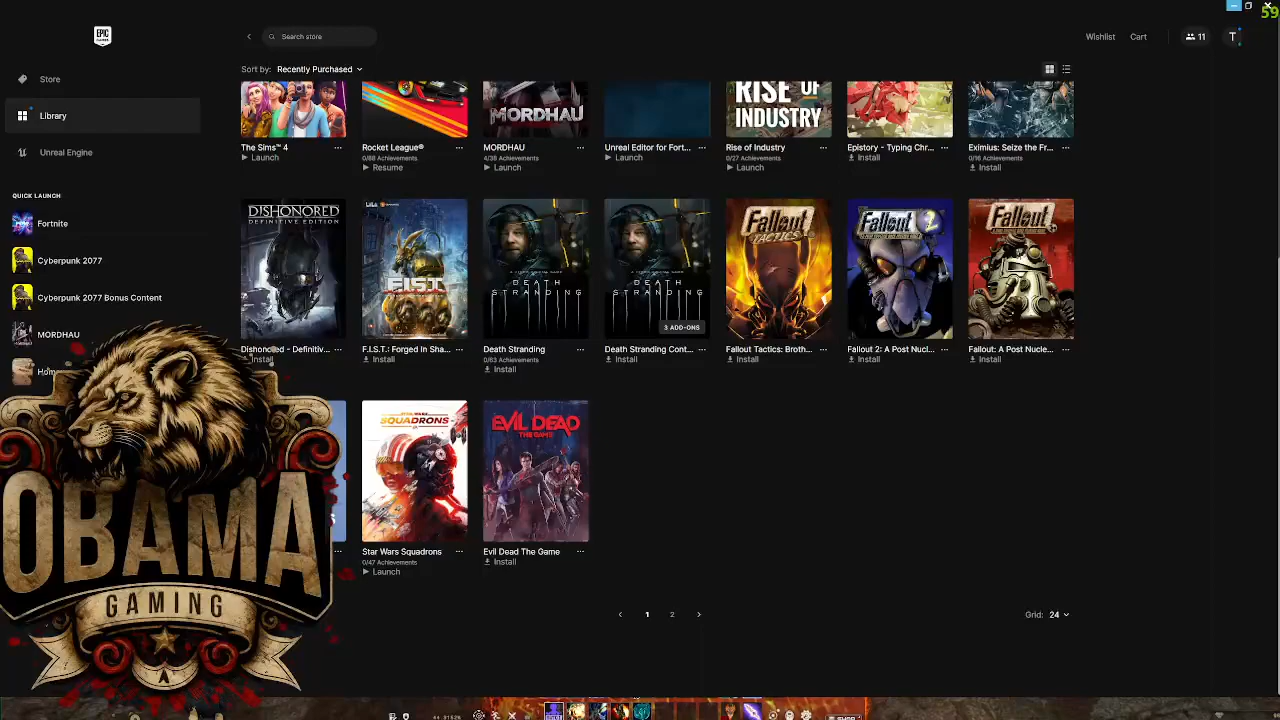 59
EPIC
GAMES
Search store
Wishlist
Cart
11
T
Sort by: Recently Purchased
Store
Library
Unreal Engine
QUICK LAUNCH
Fortnite
Cyberpunk 2077
Cyberpunk 2077 Bonus Content
MORDHAU
MORDHAU
RISE OF
INDUSTRY
The Sims™ 4
Launch
Rocket League®
0/88 Achievements
Resume
MORDHAU
4/38 Achievements
Launch
Unreal Editor for Fort...
Launch
Rise of Industry
0/27 Achievements
Launch
Epistory - Typing Chr...
Install
Eximius: Seize the Fr...
0/16 Achievements
Install
DISHONORED
DEFINITIVE EDITION
F.I.S.T.
DEATH
STRANDING
DEATH
STRANDING
3 ADD-ONS
Fallout
TACTICS
Fallout 2
Fallout
Dishonored - Definitiv...
Install
F.I.S.T.: Forged In Sha...
Install
Death Stranding
0/63 Achievements
Install
Death Stranding Cont...
Install
Fallout Tactics: Broth...
Install
Fallout 2: A Post Nucl...
Install
Fallout: A Post Nucle...
Install
STAR WARS
SQUADRONS
EVIL DEAD
THE GAME
Star Wars Squadrons
0/47 Achievements
Launch
Evil Dead The Game
Install
OBAMA
GAMING
1
2
Grid: 24